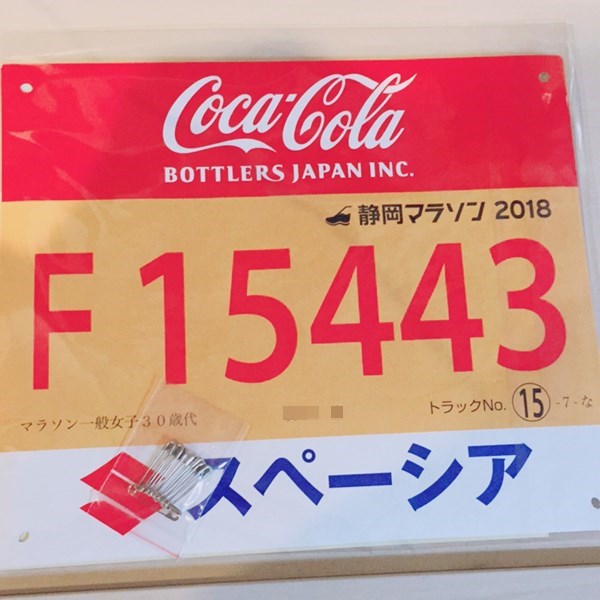 Coca-Cola
BOTTLERS JAPAN INC.
静岡マラソン 2018
F15443
トラックNo. ⑮ -7-な
マラソン一般女子30歳代
スペーシア